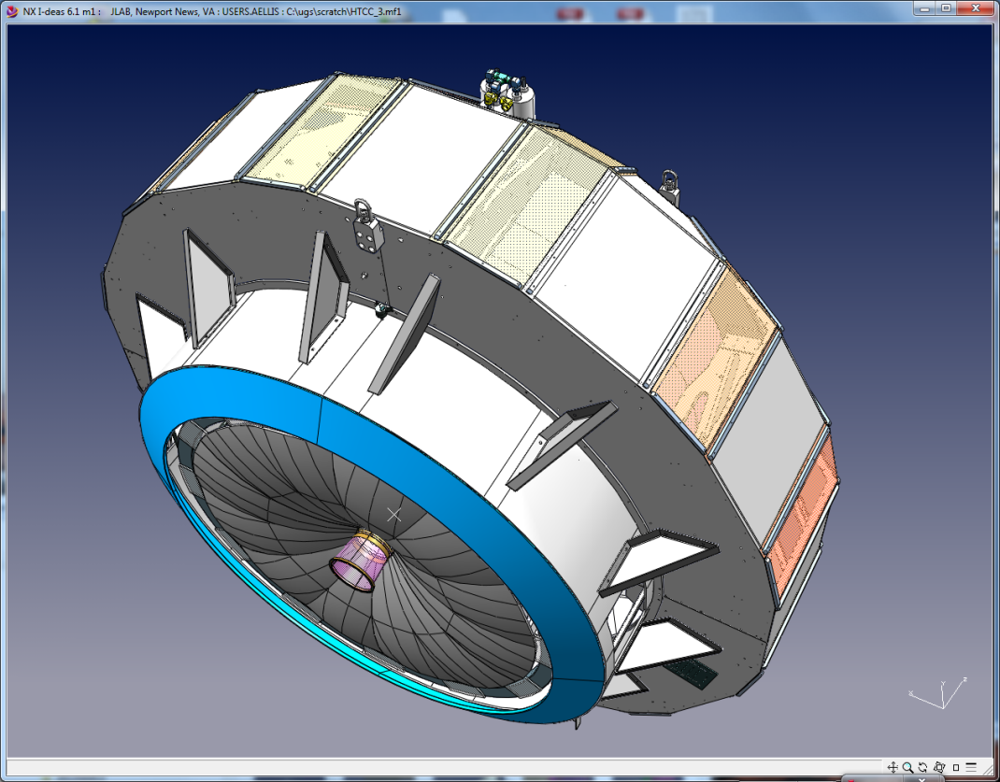 NX I-deas 6.1 m1 : JLAB, Newport News, VA : USERS.AELLIS : C:\ugs\scratch\HTCC_3.mf1
Y
Z
X